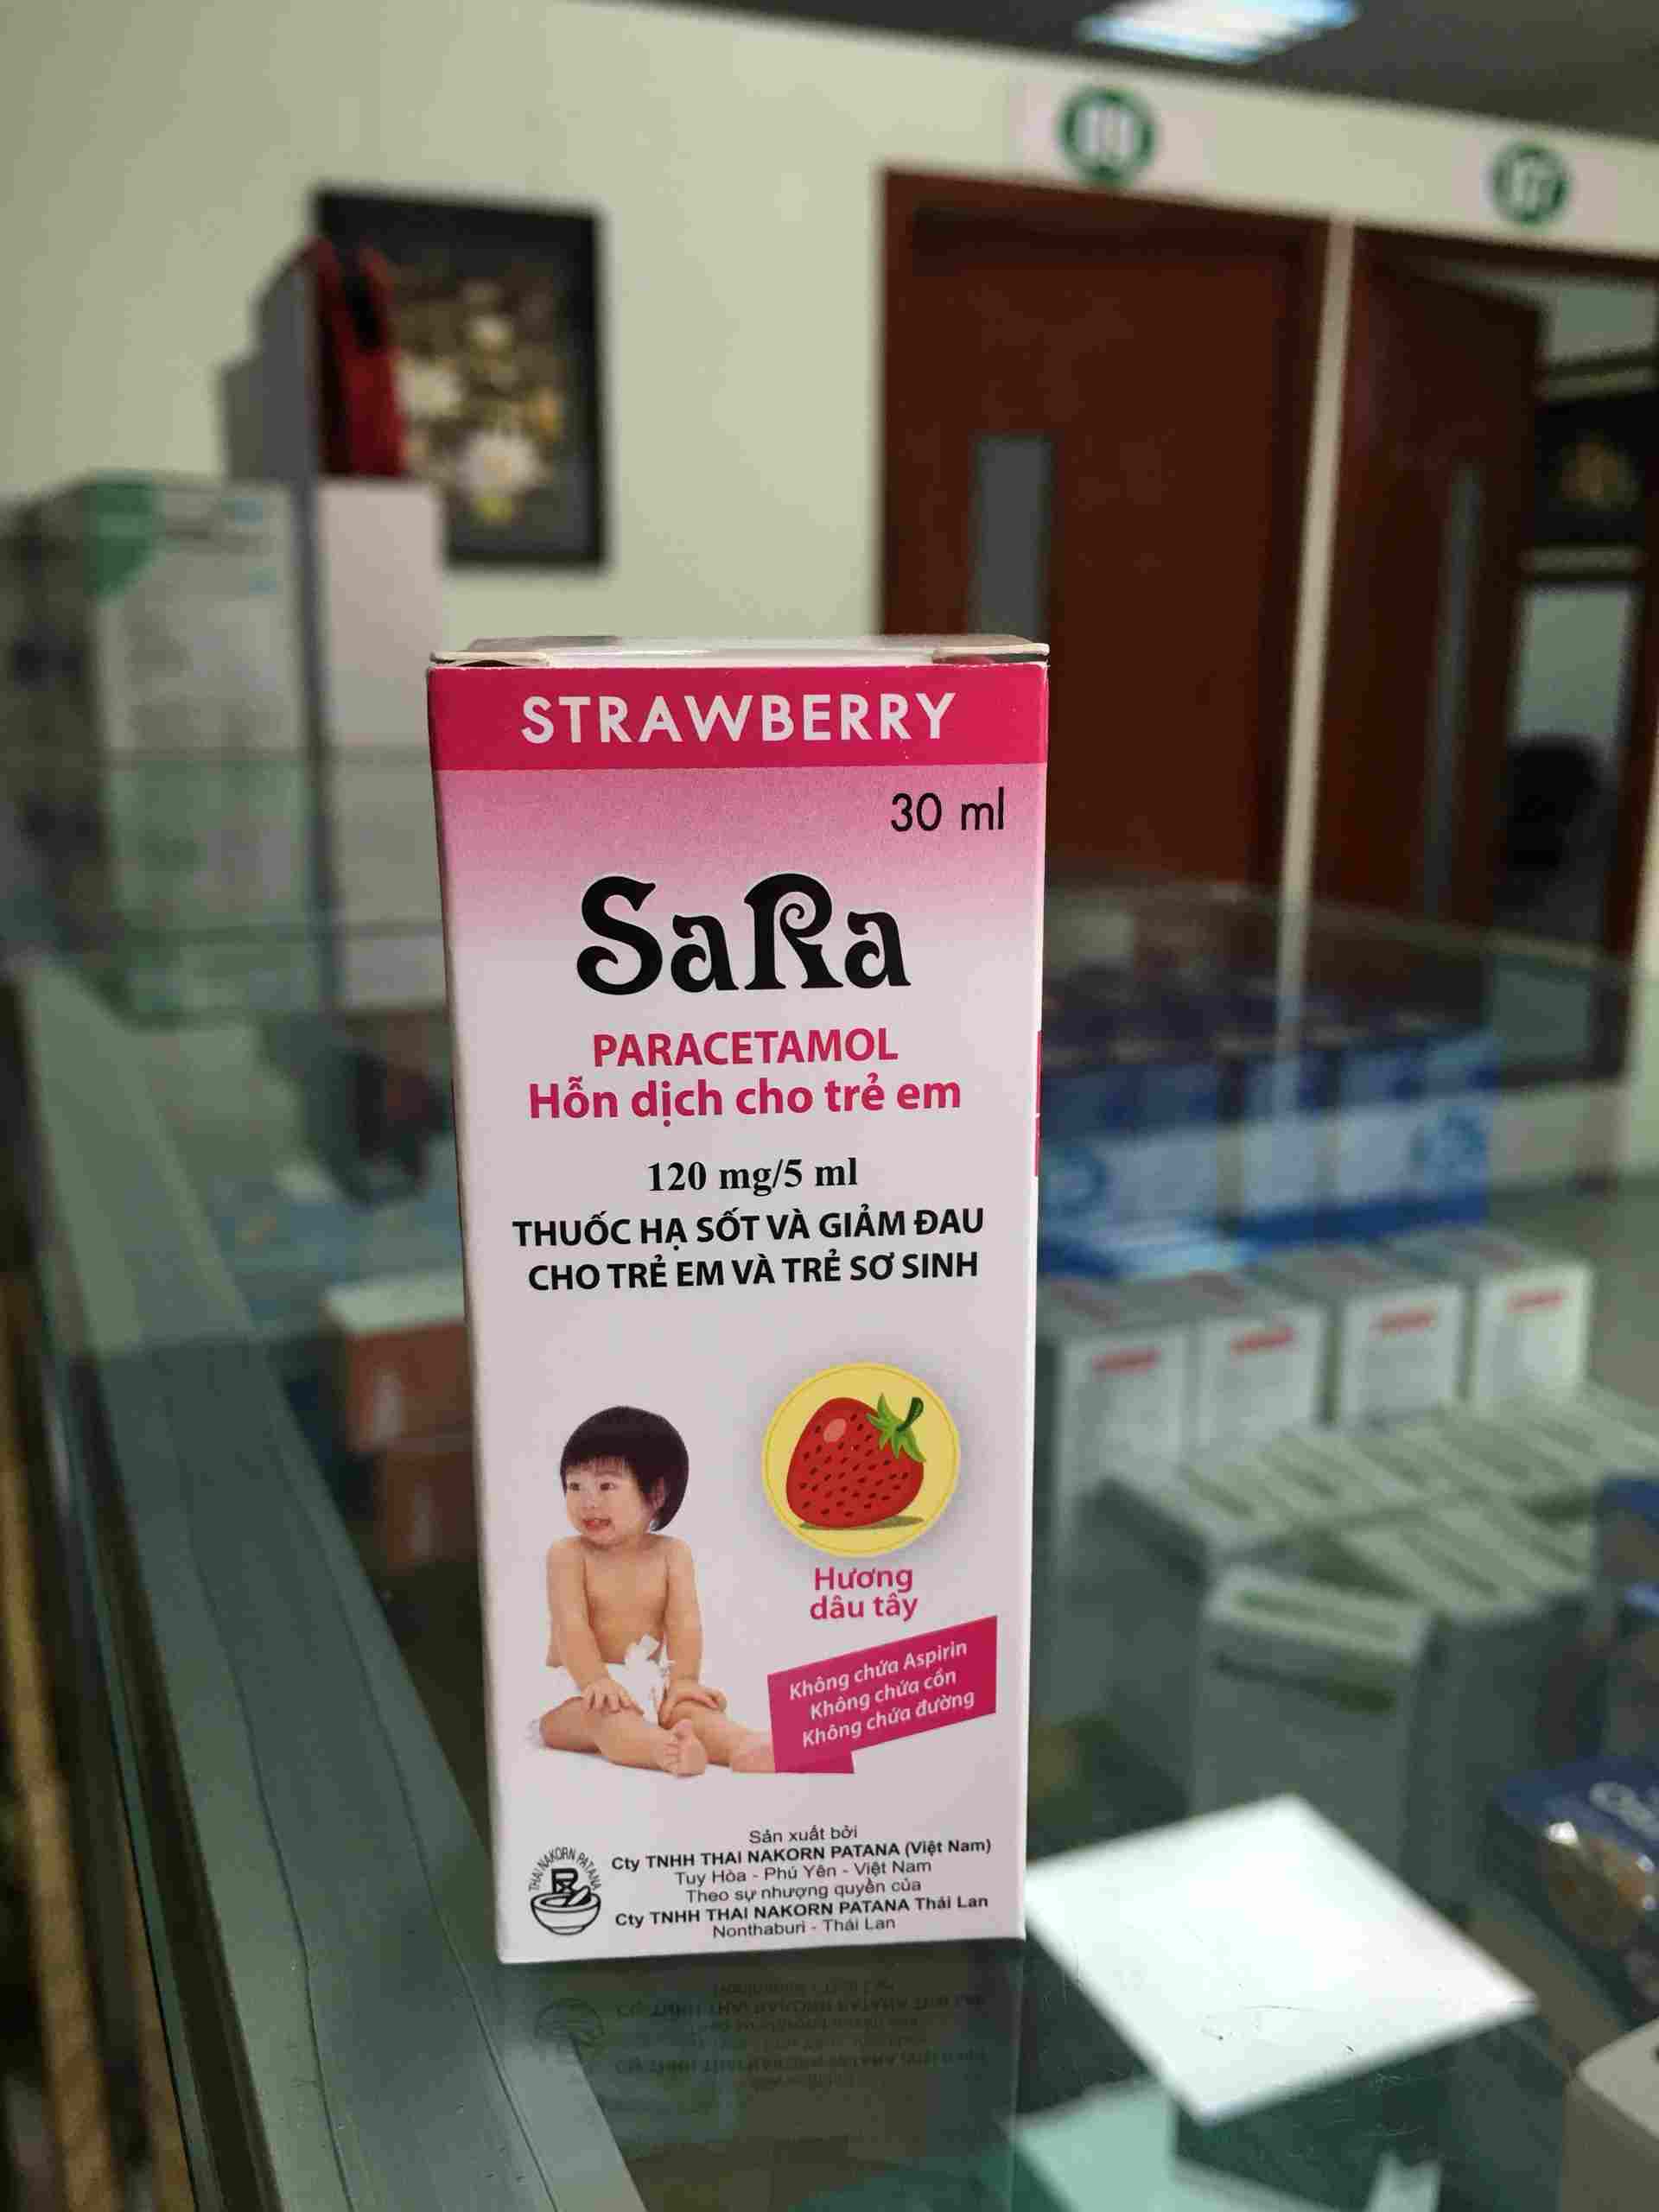 STRAWBERRY
30 ml
SaRa
PARACETAMOL
Hỗn dịch cho trẻ em
120 mg/5 ml
THUỐC HẠ SỐT VÀ GIẢM ĐAU
CHO TRẺ EM VÀ TRẺ SƠ SINH
Hương
dâu tây
Không chứa Aspirin
Không chứa cồn
Không chứa đường
THAI NAKORN PATANA
Sản xuất bởi
Cty TNHH THAI NAKORN PATANA (Việt Nam)
Tuy Hòa - Phú Yên - Việt Nam
Theo sự nhượng quyền của
Cty TNHH THAI NAKORN PATANA Thái Lan
Nonthaburi - Thái Lan